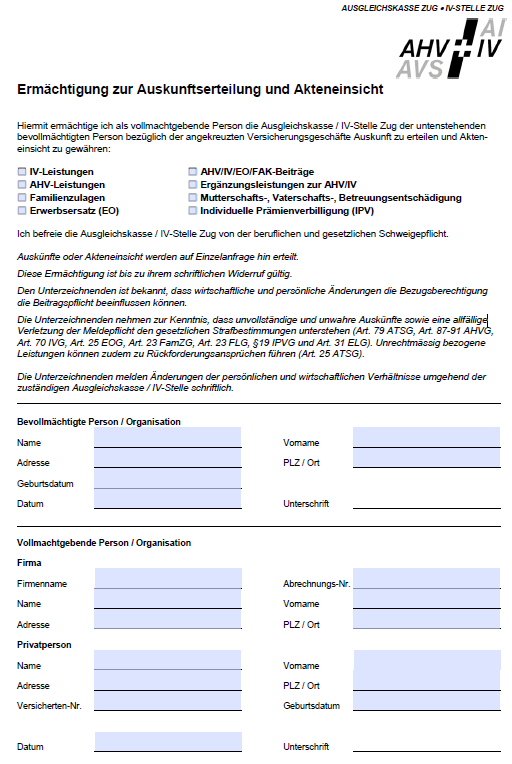 AUSGLEICHSKASSE ZUG • IV-STELLE ZUG
AHV IV
AVS AI
Ermächtigung zur Auskunftserteilung und Akteneinsicht
Hiermit ermächtige ich als vollmachtgebende Person die Ausgleichskasse / IV-Stelle Zug der untenstehenden
bevollmächtigten Person bezüglich der angekreuzten Versicherungsgeschäfte Auskunft zu erteilen und Akten-
einsicht zu gewähren:
IV-Leistungen AHV/IV/EO/FAK-Beiträge
AHV-Leistungen Ergänzungsleistungen zur AHV/IV
Familienzulagen Mutterschafts-, Vaterschafts-, Betreuungsentschädigung
Erwerbsersatz (EO) Individuelle Prämienverbilligung (IPV)
Ich befreie die Ausgleichskasse / IV-Stelle Zug von der beruflichen und gesetzlichen Schweigepflicht.
Auskünfte oder Akteneinsicht werden auf Einzelanfrage hin erteilt.
Diese Ermächtigung ist bis zu ihrem schriftlichen Widerruf gültig.
Den Unterzeichnenden ist bekannt, dass wirtschaftliche und persönliche Änderungen die Bezugsberechtigung
die Beitragspflicht beeinflussen können.
Die Unterzeichnenden nehmen zur Kenntnis, dass unvollständige und unwahre Auskünfte sowie eine allfällige
Verletzung der Meldepflicht den gesetzlichen Strafbestimmungen unterstehen (Art. 79 ATSG, Art. 87-91 AHVG,
Art. 70 IVG, Art. 25 EOG, Art. 23 FamZG, Art. 23 FLG, §19 IPVG und Art. 31 ELG). Unrechtmässig bezogene
Leistungen können zudem zu Rückforderungsansprüchen führen (Art. 25 ATSG).
Die Unterzeichnenden melden Änderungen der persönlichen und wirtschaftlichen Verhältnisse umgehend der
zuständigen Ausgleichskasse / IV-Stelle schriftlich.
Bevollmächtigte Person / Organisation
Name Vorname
Adresse PLZ / Ort
Geburtsdatum
Datum Unterschrift
Vollmachtgebende Person / Organisation
Firma
Firmenname Abrechnungs-Nr.
Name Vorname
Adresse PLZ / Ort
Privatperson
Name Vorname
Adresse PLZ / Ort
Versicherten-Nr. Geburtsdatum
Datum Unterschrift